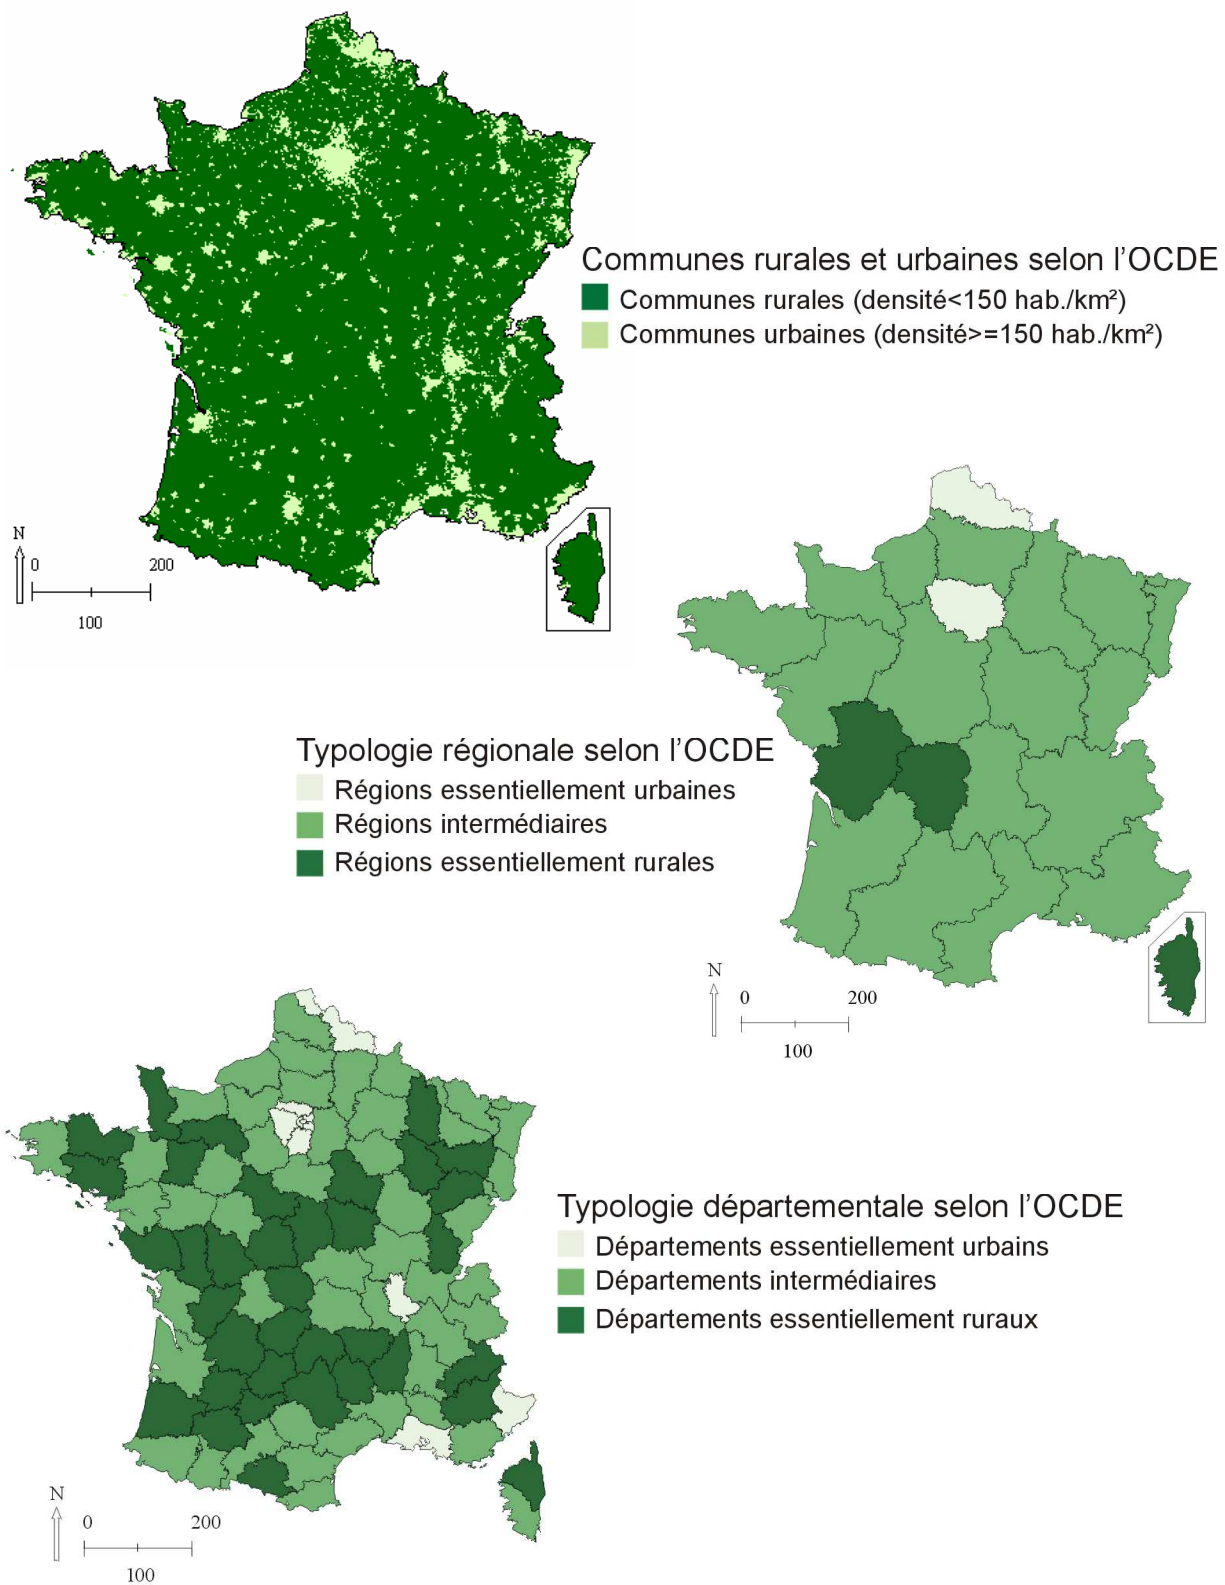 Communes rurales et urbaines selon l'OCDE
Communes rurales (densité<150 hab./km²)
Communes urbaines (densité>=150 hab./km²)
N
0 200
100
Typologie régionale selon l'OCDE
Régions essentiellement urbaines
Régions intermédiaires
Régions essentiellement rurales
N
0 200
100
Typologie départementale selon l'OCDE
Départements essentiellement urbains
Départements intermédiaires
Départements essentiellement ruraux
N
0 200
100